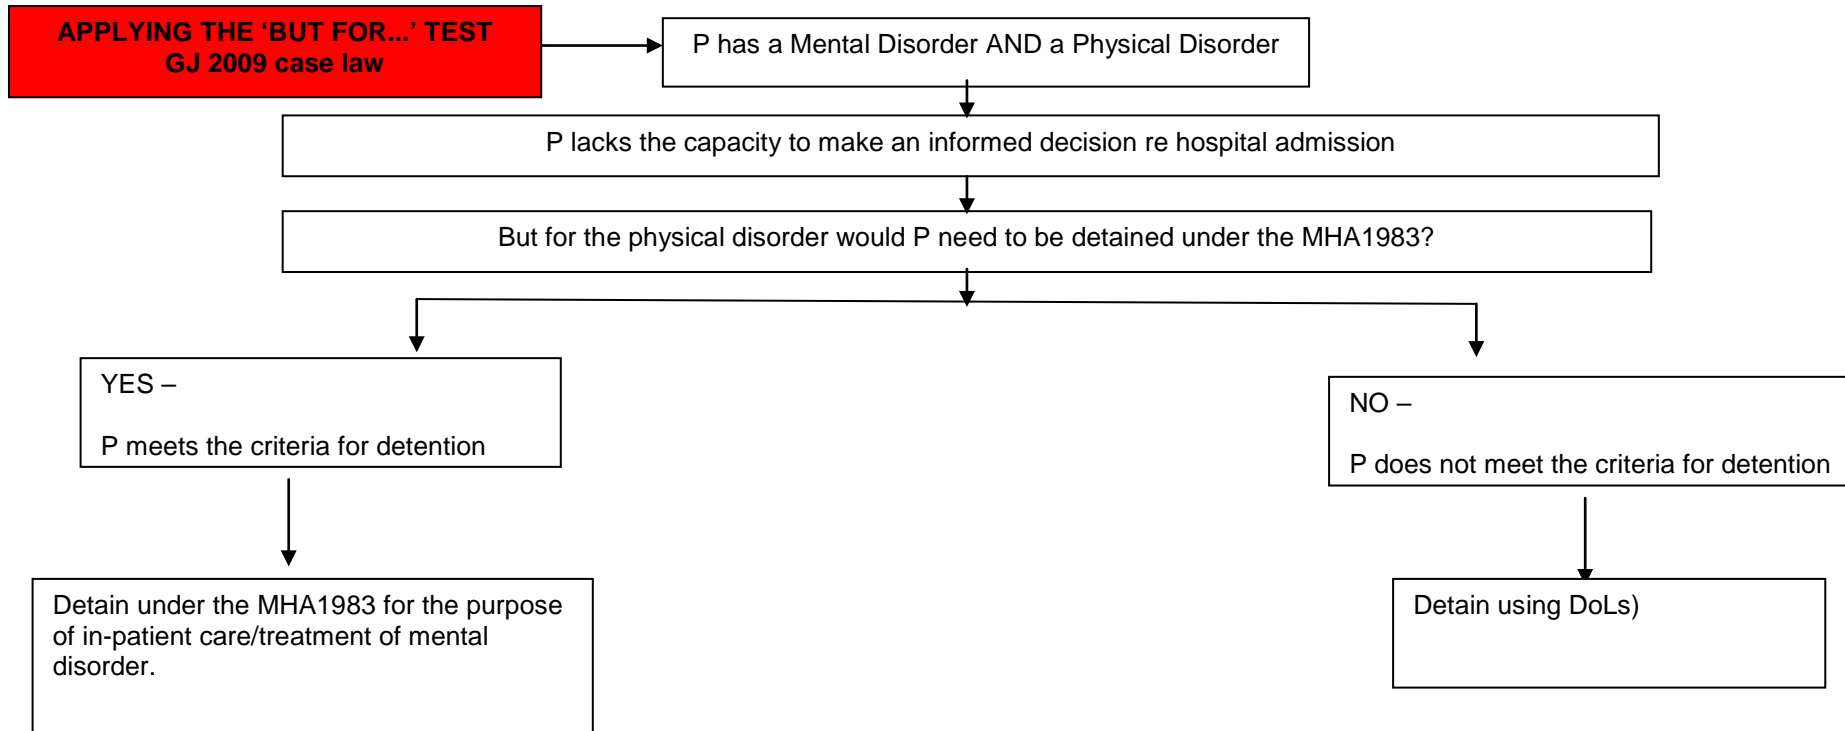 APPLYING THE ‘BUT FOR...’ TEST
GJ 2009 case law
P has a Mental Disorder AND a Physical Disorder
P lacks the capacity to make an informed decision re hospital admission
But for the physical disorder would P need to be detained under the MHA1983?
YES –
P meets the criteria for detention
NO –
P does not meet the criteria for detention
Detain under the MHA1983 for the purpose
of in-patient care/treatment of mental
disorder.
Detain using DoLs)